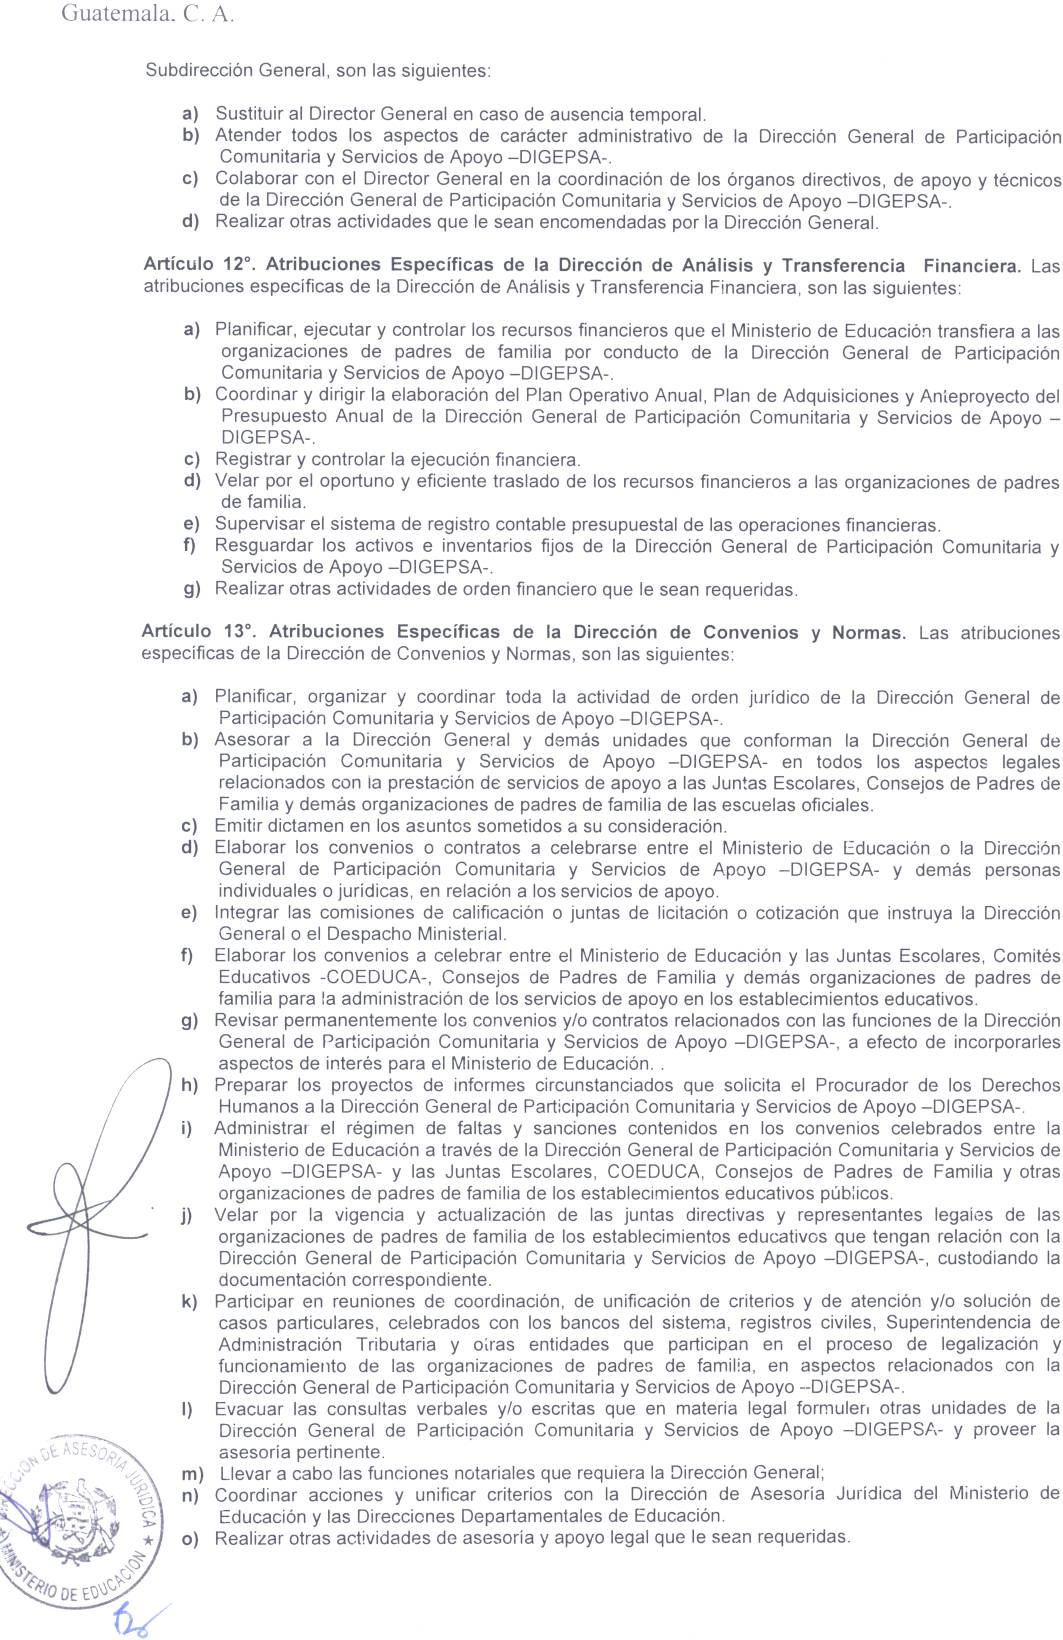 Guatemala. C. A.
Subdirección General, son las siguientes:
a) Sustituir al Director General en caso de ausencia temporal.
b) Atender todos los aspectos de carácter administrativo de la Dirección General de Participación
Comunitaria y Servicios de Apoyo –DIGEPSA-.
c) Colaborar con el Director General en la coordinación de los órganos directivos, de apoyo y técnicos
de la Dirección General de Participación Comunitaria y Servicios de Apoyo –DIGEPSA-.
d) Realizar otras actividades que le sean encomendadas por la Dirección General.
Artículo 12°. Atribuciones Específicas de la Dirección de Análisis y Transferencia Financiera. Las
atribuciones específicas de la Dirección de Análisis y Transferencia Financiera, son las siguientes:
a) Planificar, ejecutar y controlar los recursos financieros que el Ministerio de Educación transfiera a las
organizaciones de padres de familia por conducto de la Dirección General de Participación
Comunitaria y Servicios de Apoyo –DIGEPSA-.
b) Coordinar y dirigir la elaboración del Plan Operativo Anual, Plan de Adquisiciones y Anteproyecto del
Presupuesto Anual de la Dirección General de Participación Comunitaria y Servicios de Apoyo –
DIGEPSA-.
c) Registrar y controlar la ejecución financiera.
d) Velar por el oportuno y eficiente traslado de los recursos financieros a las organizaciones de padres
de familia.
e) Supervisar el sistema de registro contable presupuestal de las operaciones financieras.
f) Resguardar los activos e inventarios fijos de la Dirección General de Participación Comunitaria y
Servicios de Apoyo –DIGEPSA-.
g) Realizar otras actividades de orden financiero que le sean requeridas.
Artículo 13°. Atribuciones Específicas de la Dirección de Convenios y Normas. Las atribuciones
específicas de la Dirección de Convenios y Normas, son las siguientes:
a) Planificar, organizar y coordinar toda la actividad de orden jurídico de la Dirección General de
Participación Comunitaria y Servicios de Apoyo –DIGEPSA-.
b) Asesorar a la Dirección General y demás unidades que conforman la Dirección General de
Participación Comunitaria y Servicios de Apoyo –DIGEPSA- en todos los aspectos legales
relacionados con la prestación de servicios de apoyo a las Juntas Escolares, Consejos de Padres de
Familia y demás organizaciones de padres de familia de las escuelas oficiales.
c) Emitir dictamen en los asuntos sometidos a su consideración.
d) Elaborar los convenios o contratos a celebrarse entre el Ministerio de Educación o la Dirección
General de Participación Comunitaria y Servicios de Apoyo –DIGEPSA- y demás personas
individuales o jurídicas, en relación a los servicios de apoyo.
e) Integrar las comisiones de calificación o juntas de licitación o cotización que instruya la Dirección
General o el Despacho Ministerial.
f) Elaborar los convenios a celebrar entre el Ministerio de Educación y las Juntas Escolares, Comités
Educativos -COEDUCA-, Consejos de Padres de Familia y demás organizaciones de padres de
familia para la administración de los servicios de apoyo en los establecimientos educativos.
g) Revisar permanentemente los convenios y/o contratos relacionados con las funciones de la Dirección
General de Participación Comunitaria y Servicios de Apoyo –DIGEPSA-, a efecto de incorporarles
aspectos de interés para el Ministerio de Educación. .
h) Preparar los proyectos de informes circunstanciados que solicita el Procurador de los Derechos
Humanos a la Dirección General de Participación Comunitaria y Servicios de Apoyo –DIGEPSA-.
i) Administrar el régimen de faltas y sanciones contenidos en los convenios celebrados entre la
Ministerio de Educación a través de la Dirección General de Participación Comunitaria y Servicios de
Apoyo –DIGEPSA- y las Juntas Escolares, COEDUCA, Consejos de Padres de Familia y otras
organizaciones de padres de familia de los establecimientos educativos públicos.
j) Velar por la vigencia y actualización de las juntas directivas y representantes legales de las
organizaciones de padres de familia de los establecimientos educativos que tengan relación con la
Dirección General de Participación Comunitaria y Servicios de Apoyo –DIGEPSA-, custodiando la
documentación correspondiente.
k) Participar en reuniones de coordinación, de unificación de criterios y de atención y/o solución de
casos particulares, celebrados con los bancos del sistema, registros civiles, Superintendencia de
Administración Tributaria y otras entidades que participan en el proceso de legalización y
funcionamiento de las organizaciones de padres de familia, en aspectos relacionados con la
Dirección General de Participación Comunitaria y Servicios de Apoyo --DIGEPSA-.
l) Evacuar las consultas verbales y/o escritas que en materia legal formulen otras unidades de la
Dirección General de Participación Comunitaria y Servicios de Apoyo –DIGEPSA- y proveer la
asesoría pertinente.
m) Llevar a cabo las funciones notariales que requiera la Dirección General;
n) Coordinar acciones y unificar criterios con la Dirección de Asesoría Jurídica del Ministerio de
Educación y las Direcciones Departamentales de Educación.
o) Realizar otras actividades de asesoría y apoyo legal que le sean requeridas.
DE ASESORIA JURIDICA
MINISTERIO DE EDUCACION